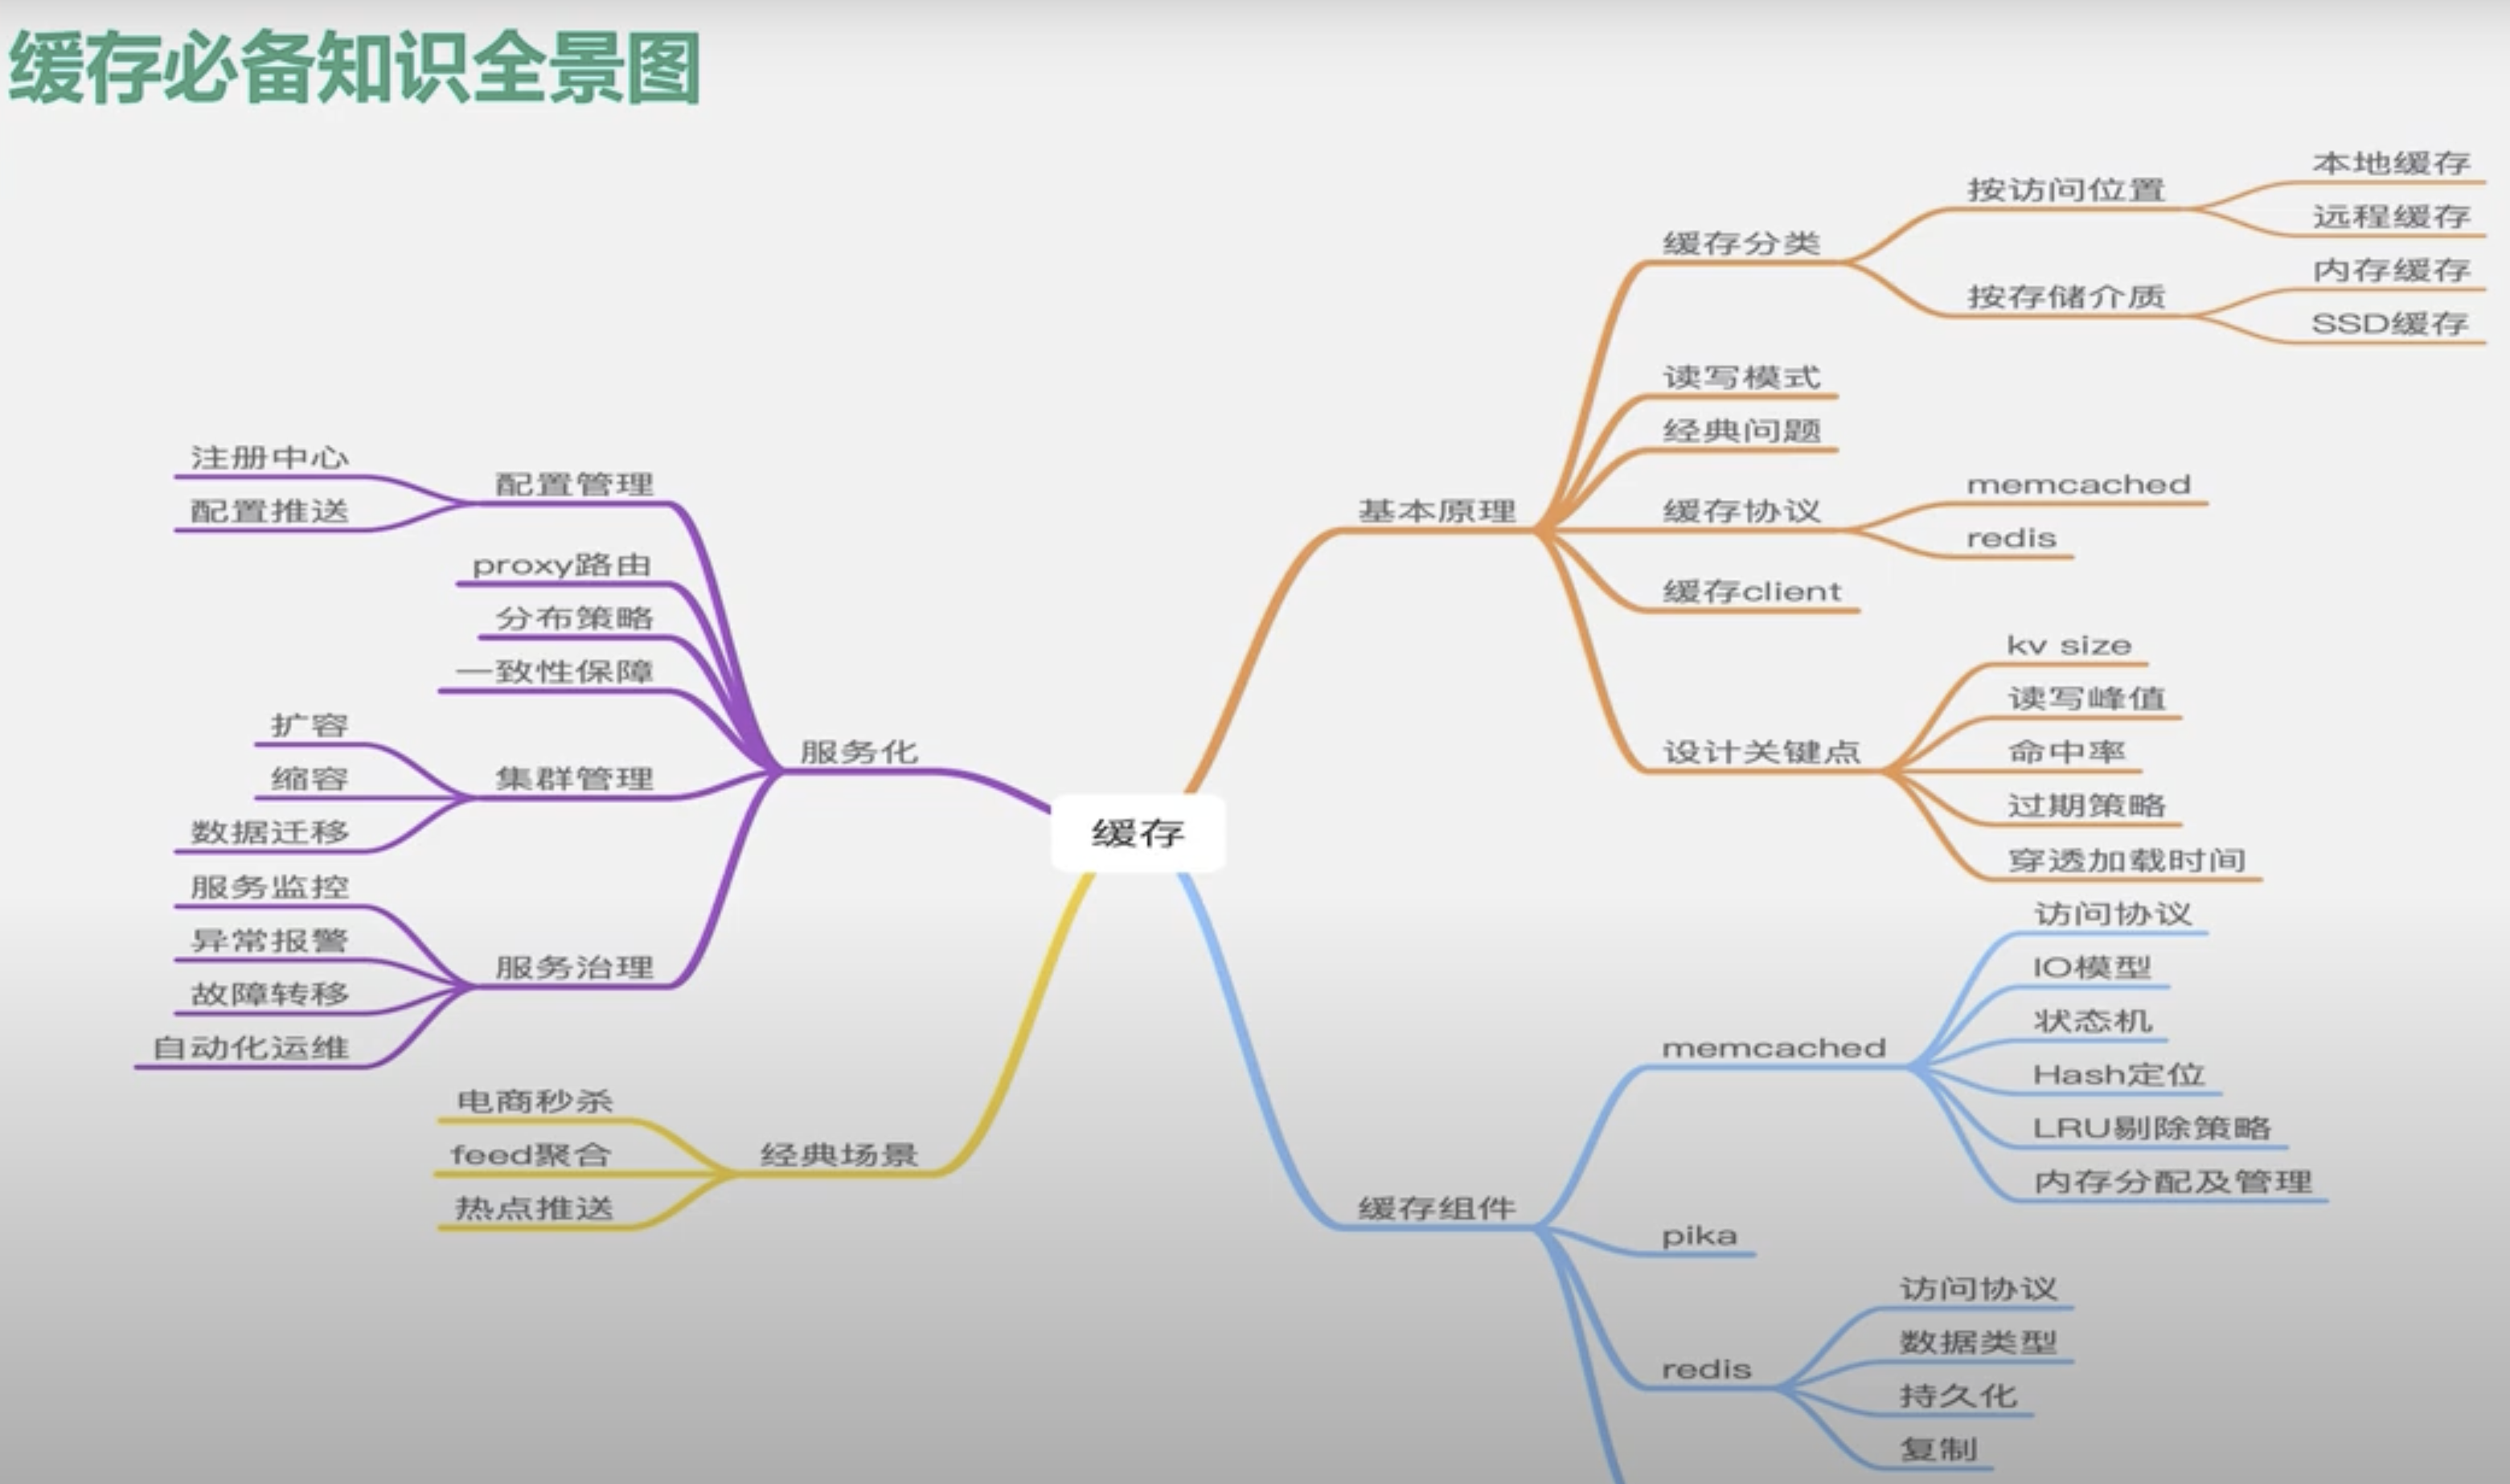 缓存必备知识全景图
缓存
基本原理
缓存分类
按访问位置
本地缓存
远程缓存
按存储介质
内存缓存
SSD缓存
读写模式
经典问题
缓存协议
memcached
redis
缓存client
设计关键点
kv size
读写峰值
命中率
过期策略
穿透加载时间
缓存组件
memcached
访问协议
IO模型
状态机
Hash定位
LRU剔除策略
内存分配及管理
pika
redis
访问协议
数据类型
持久化
复制
服务化
配置管理
注册中心
配置推送
proxy路由
分布策略
一致性保障
集群管理
扩容
缩容
数据迁移
服务治理
服务监控
异常报警
故障转移
自动化运维
经典场景
电商秒杀
feed聚合
热点推送